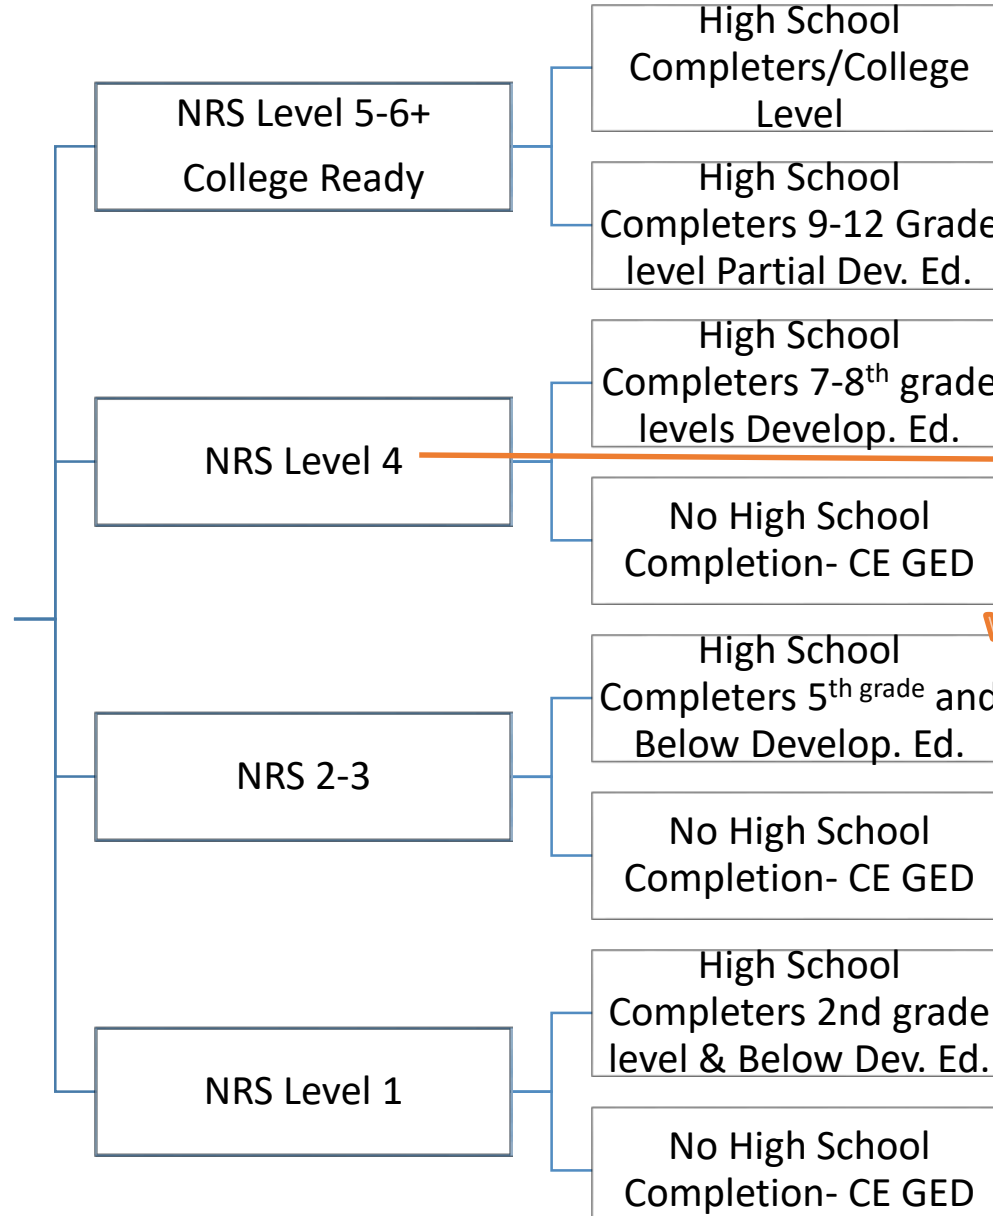 NRS Level 5-6+
College Ready
High School
Completers/College
Level
High School
Completers 9-12 Grade
level Partial Dev. Ed.
NRS Level 4
High School
Completers 7-8th grade
levels Develop. Ed.
No High School
Completion- CE GED
NRS 2-3
High School
Completers 5th grade and
Below Develop. Ed.
No High School
Completion- CE GED
NRS Level 1
High School
Completers 2nd grade
level & Below Dev. Ed.
No High School
Completion- CE GED